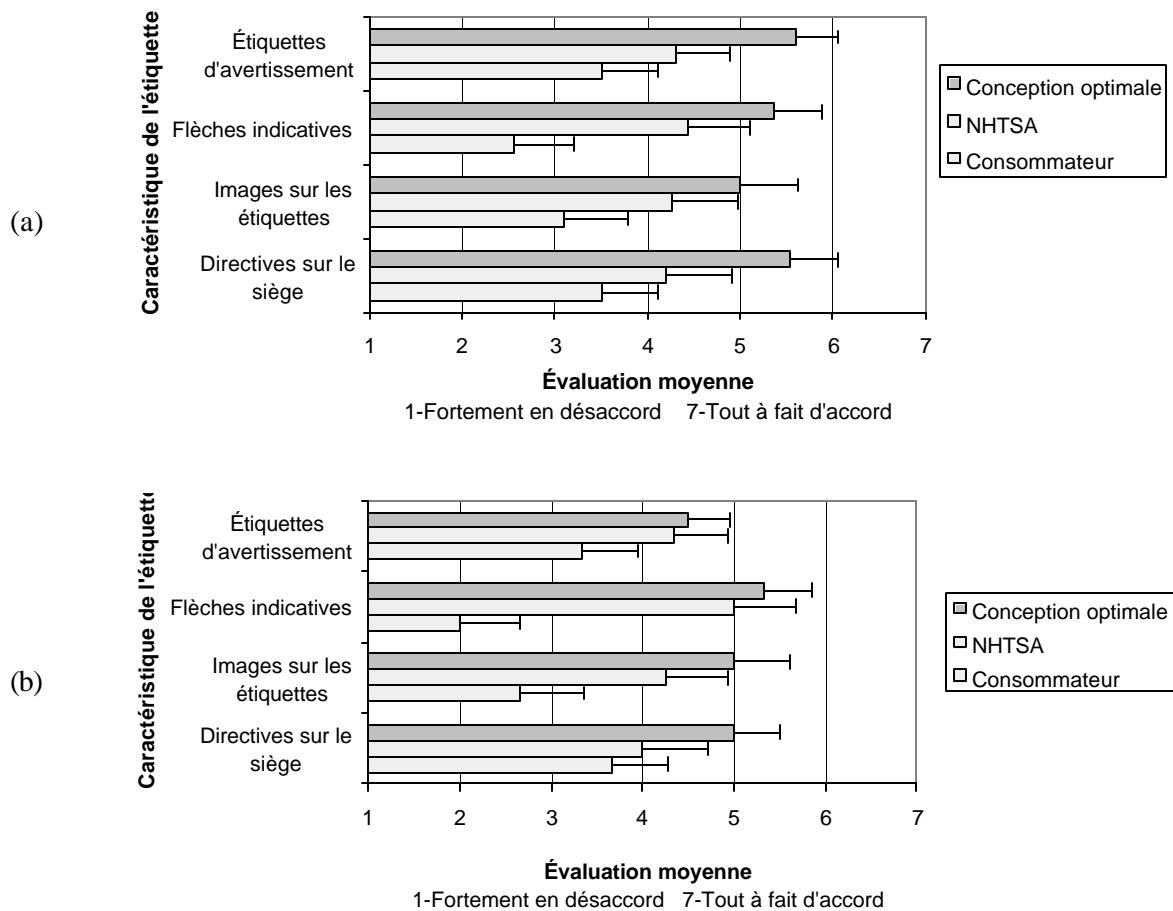 (a)
Caractéristique de l'étiquette
Étiquettes
d'avertissement
Flèches indicatives
Images sur les
étiquettes
Directives sur le
siège
1 2 3 4 5 6 7
Évaluation moyenne
1-Fortement en désaccord 7-Tout à fait d'accord
Conception optimale
NHTSA
Consommateur
(b)
Caractéristique de l'étiquette
Étiquettes
d'avertissement
Flèches indicatives
Images sur les
étiquettes
Directives sur le
siège
1 2 3 4 5 6 7
Évaluation moyenne
1-Fortement en désaccord 7-Tout à fait d'accord
Conception optimale
NHTSA
Consommateur